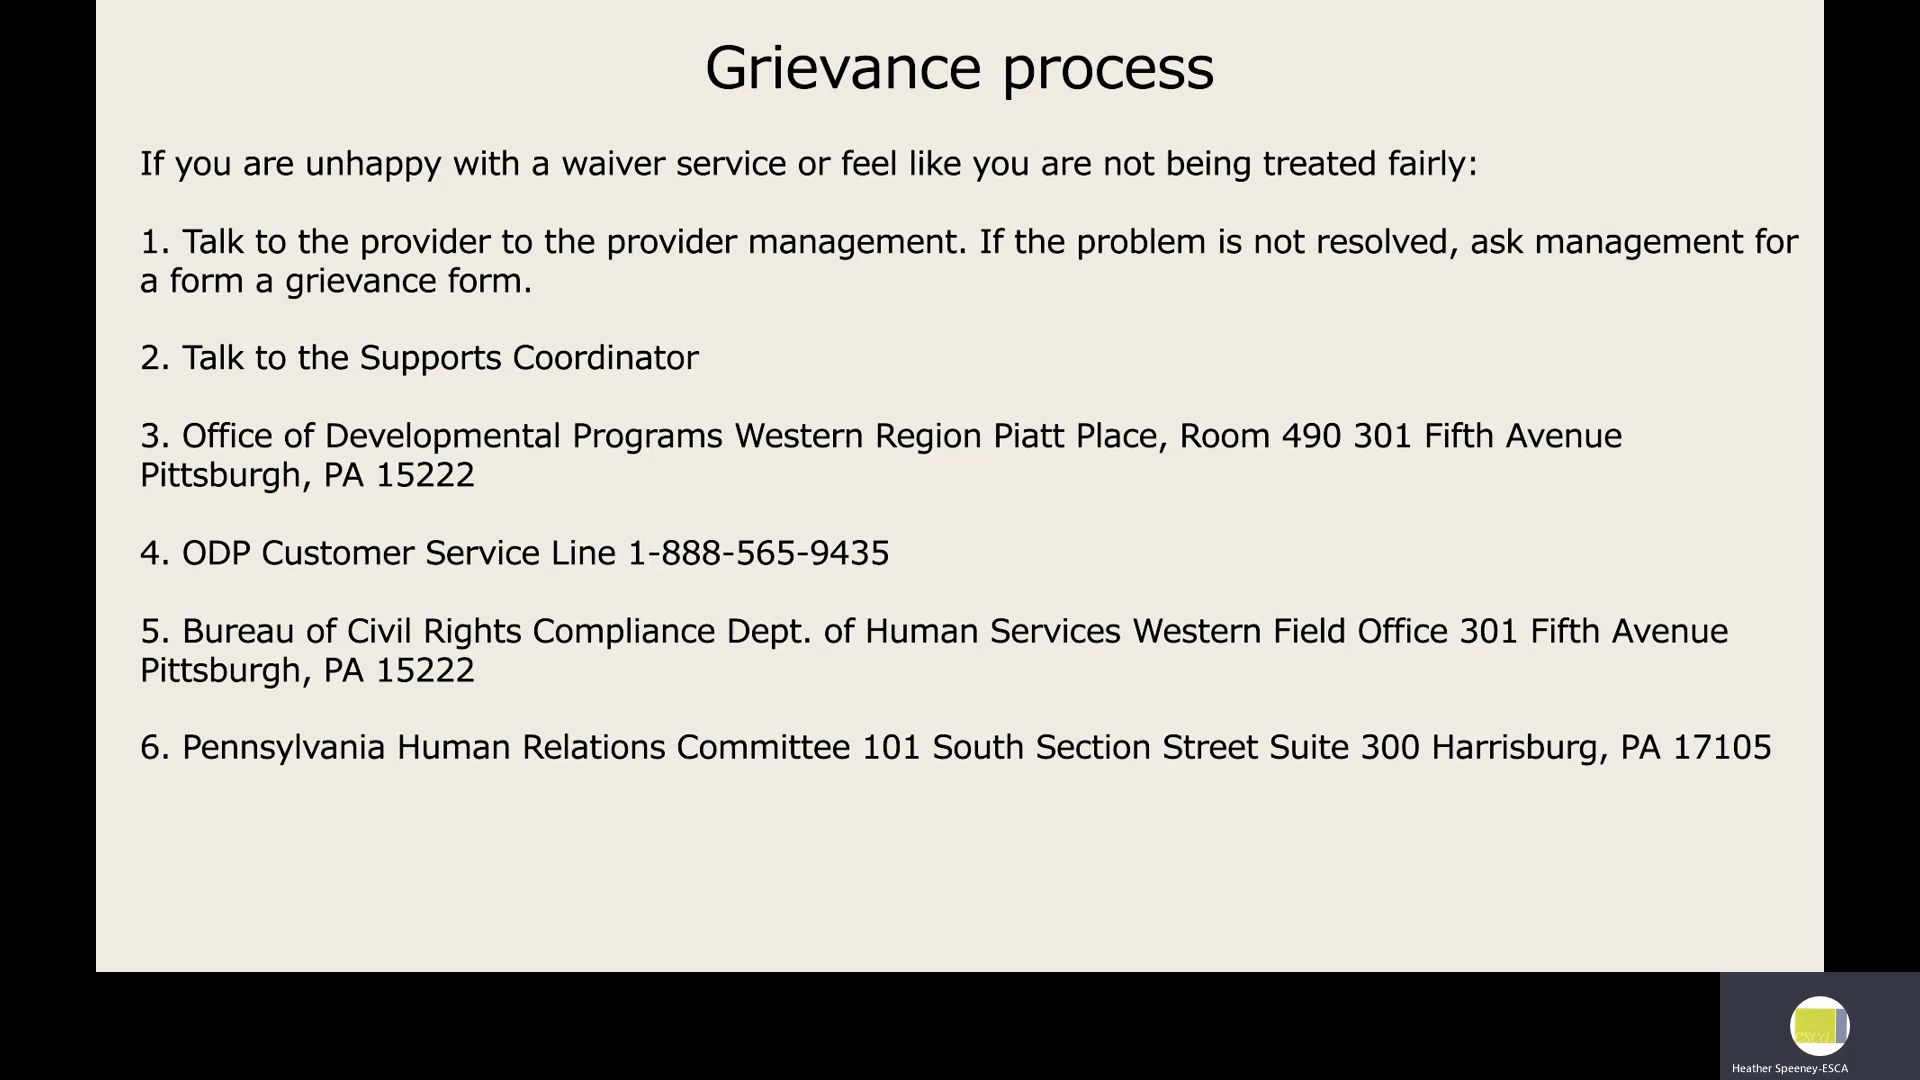 Grievance process
If you are unhappy with a waiver service or feel like you are not being treated fairly:
1. Talk to the provider to the provider management. If the problem is not resolved, ask management for
a form a grievance form.
2. Talk to the Supports Coordinator
3. Office of Developmental Programs Western Region Piatt Place, Room 490 301 Fifth Avenue
Pittsburgh, PA 15222
4. ODP Customer Service Line 1-888-565-9435
5. Bureau of Civil Rights Compliance Dept. of Human Services Western Field Office 301 Fifth Avenue
Pittsburgh, PA 15222
6. Pennsylvania Human Relations Committee 101 South Section Street Suite 300 Harrisburg, PA 17105
esca
Heather Speeney-ESCA